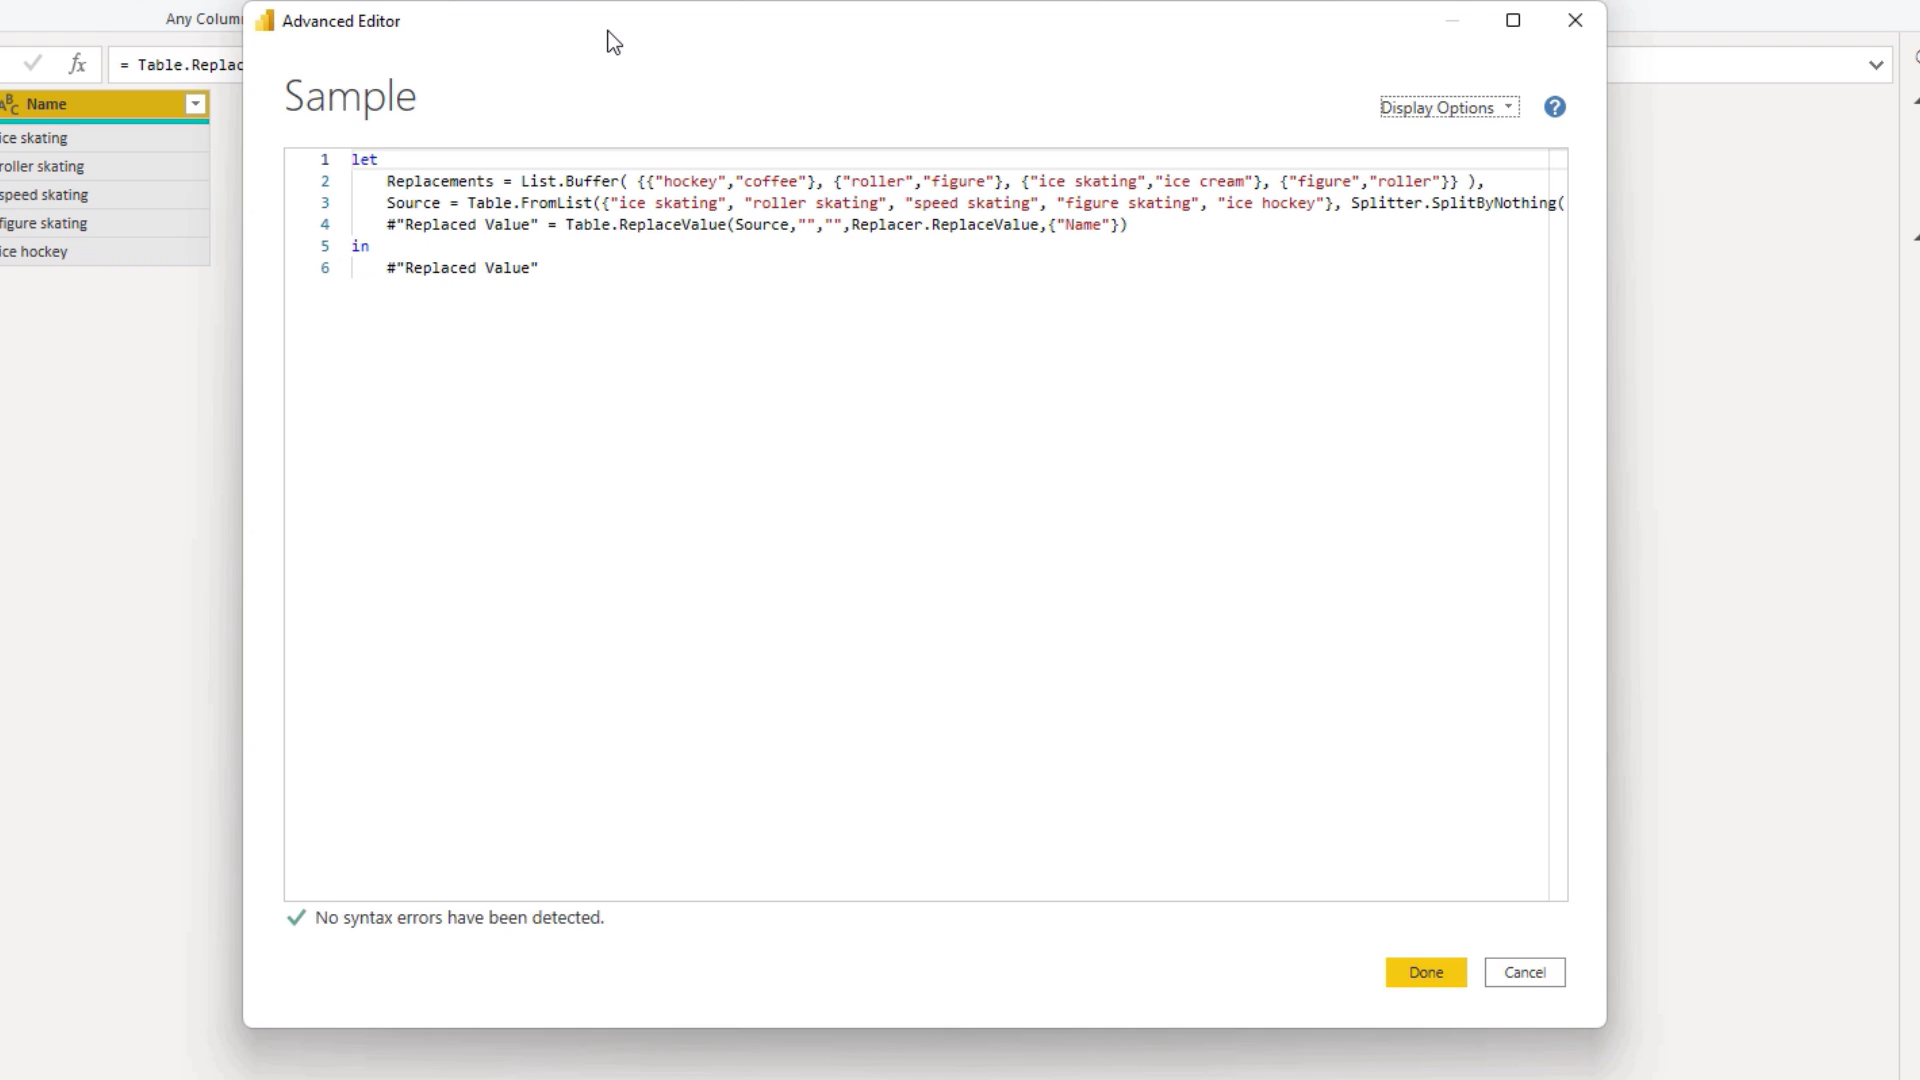 Any Colum
Advanced Editor
fx
= Table.Replac
Sample
Display Options
?
ABC Name
ice skating
roller skating
speed skating
figure skating
ice hockey
1 let
2 Replacements = List.Buffer( {{"hockey","coffee"}, {"roller","figure"}, {"ice skating","ice cream"}, {"figure","roller"}} ),
3 Source = Table.FromList({"ice skating", "roller skating", "speed skating", "figure skating", "ice hockey"}, Splitter.SplitByNothing(
4 #"Replaced Value" = Table.ReplaceValue(Source,"","",Replacer.ReplaceValue,{"Name"})
5 in
6 #"Replaced Value"
No syntax errors have been detected.
Done
Cancel